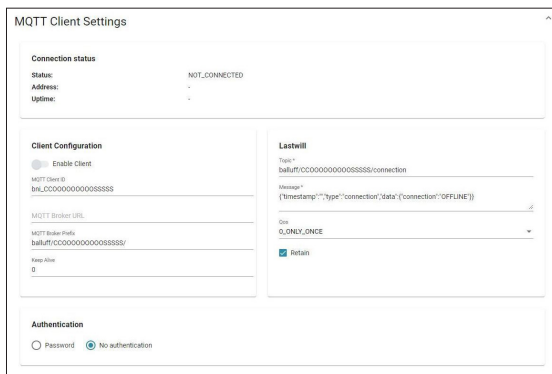 MQTT Client Settings
Connection status
Status: NOT_CONNECTED
Address: -
Uptime: -
Client Configuration
Enable Client
MQTT Client ID
bni_CCOOOOOOOOOSSSSS
MQTT Broker URL
MQTT Broker Prefix
balluff/CCOOOOOOOOOSSSSS/
Keep Alive
0
Lastwill
Topic *
balluff/CCOOOOOOOOOSSSSS/connection
Message *
{"timestamp":"","type":"connection","data":{"connection":"OFFLINE"}}
Qos
0_ONLY_ONCE
Retain
Authentication
Password No authentication